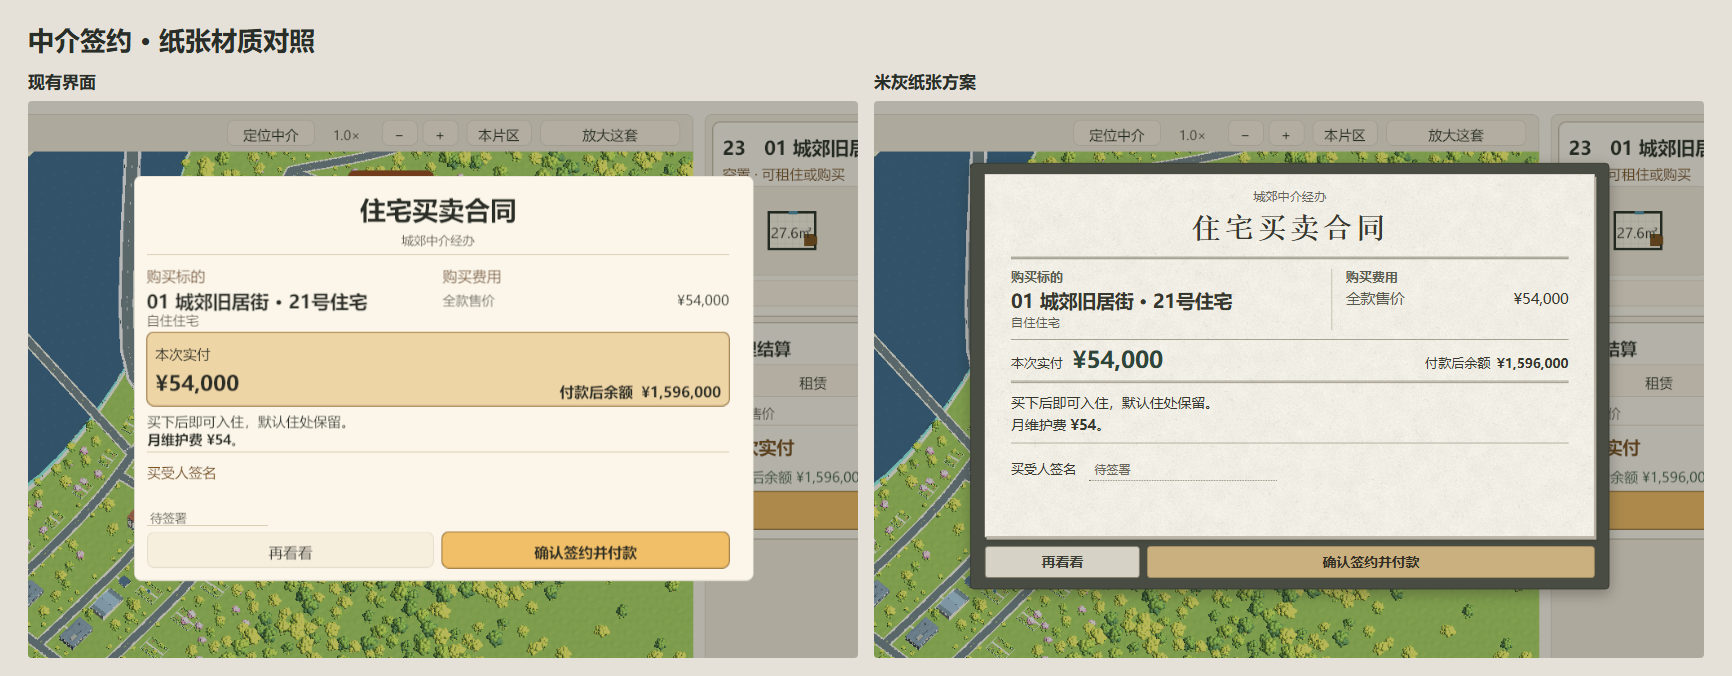 中介签约・纸张材质对照
现有界面
定位中介 1.0× − + 本片区 放大这套
23 01 城郊旧居
空置・可租住或购买
27.6㎡
住宅买卖合同
城郊中介经办
购买标的
01 城郊旧居街・21号住宅
自住住宅
购买费用
全款售价 ¥54,000
本次实付
¥54,000
付款后余额 ¥1,596,000
买下后即可入住，默认住处保留。
月维护费 ¥54。
买受人签名
待签署
再看看 确认签约并付款
结算
租赁
售价
实付
后余额 ¥1,596,00
米灰纸张方案
定位中介 1.0× − + 本片区 放大这套
23 01 城郊旧居
可租住或购买
27.6㎡
城郊中介经办
住宅买卖合同
购买标的
01 城郊旧居街・21号住宅
自住住宅
购买费用
全款售价 ¥54,000
本次实付 ¥54,000
付款后余额 ¥1,596,000
买下后即可入住，默认住处保留。
月维护费 ¥54。
买受人签名 待签署
再看看 确认签约并付款
结算
租赁
价
实付
余额 ¥1,596,00